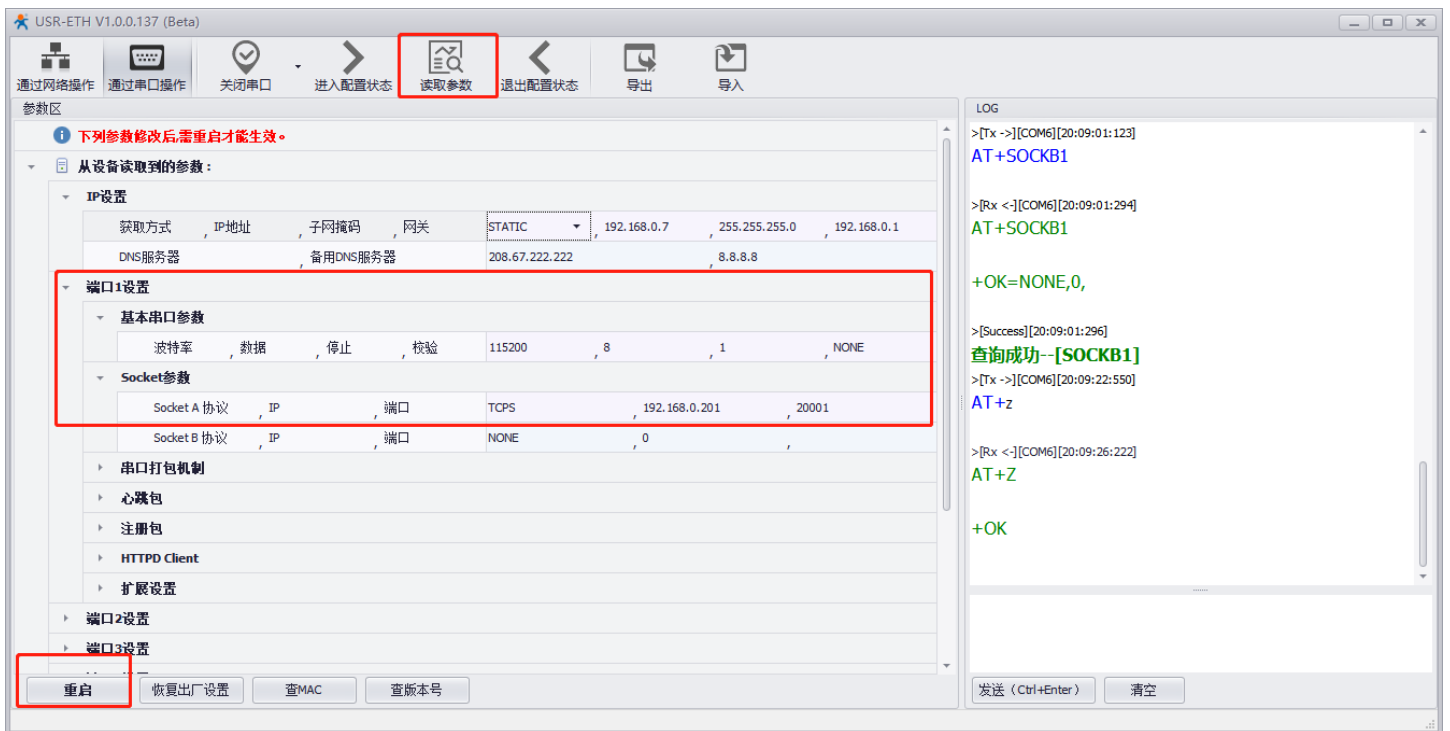 USR-ETH V1.0.0.137 (Beta)
通过网络操作 通过串口操作 关闭串口 进入配置状态 读取参数 退出配置状态 导出 导入
参数区
下列参数修改后,需重启才能生效。
从设备读取到的参数:
IP设置
获取方式 , IP地址 , 子网掩码 , 网关 STATIC , 192.168.0.7 , 255.255.255.0 , 192.168.0.1
DNS服务器 , 备用DNS服务器 208.67.222.222 , 8.8.8.8
端口1设置
基本串口参数
波特率 , 数据 , 停止 , 校验 115200 , 8 , 1 , NONE
Socket参数
Socket A 协议 , IP , 端口 TCPS , 192.168.0.201 , 20001
Socket B 协议 , IP , 端口 NONE , 0 ,
串口打包机制
心跳包
注册包
HTTPD Client
扩展设置
端口2设置
端口3设置
重启 恢复出厂设置 查MAC 查版本号
LOG
>[Tx ->][COM6][20:09:01:123]
AT+SOCKB1
>[Rx <-][COM6][20:09:01:294]
AT+SOCKB1
+OK=NONE,0,
>[Success][20:09:01:296]
查询成功--[SOCKB1]
>[Tx ->][COM6][20:09:22:550]
AT+z
>[Rx <-][COM6][20:09:26:222]
AT+Z
+OK
发送（Ctrl+Enter） 清空